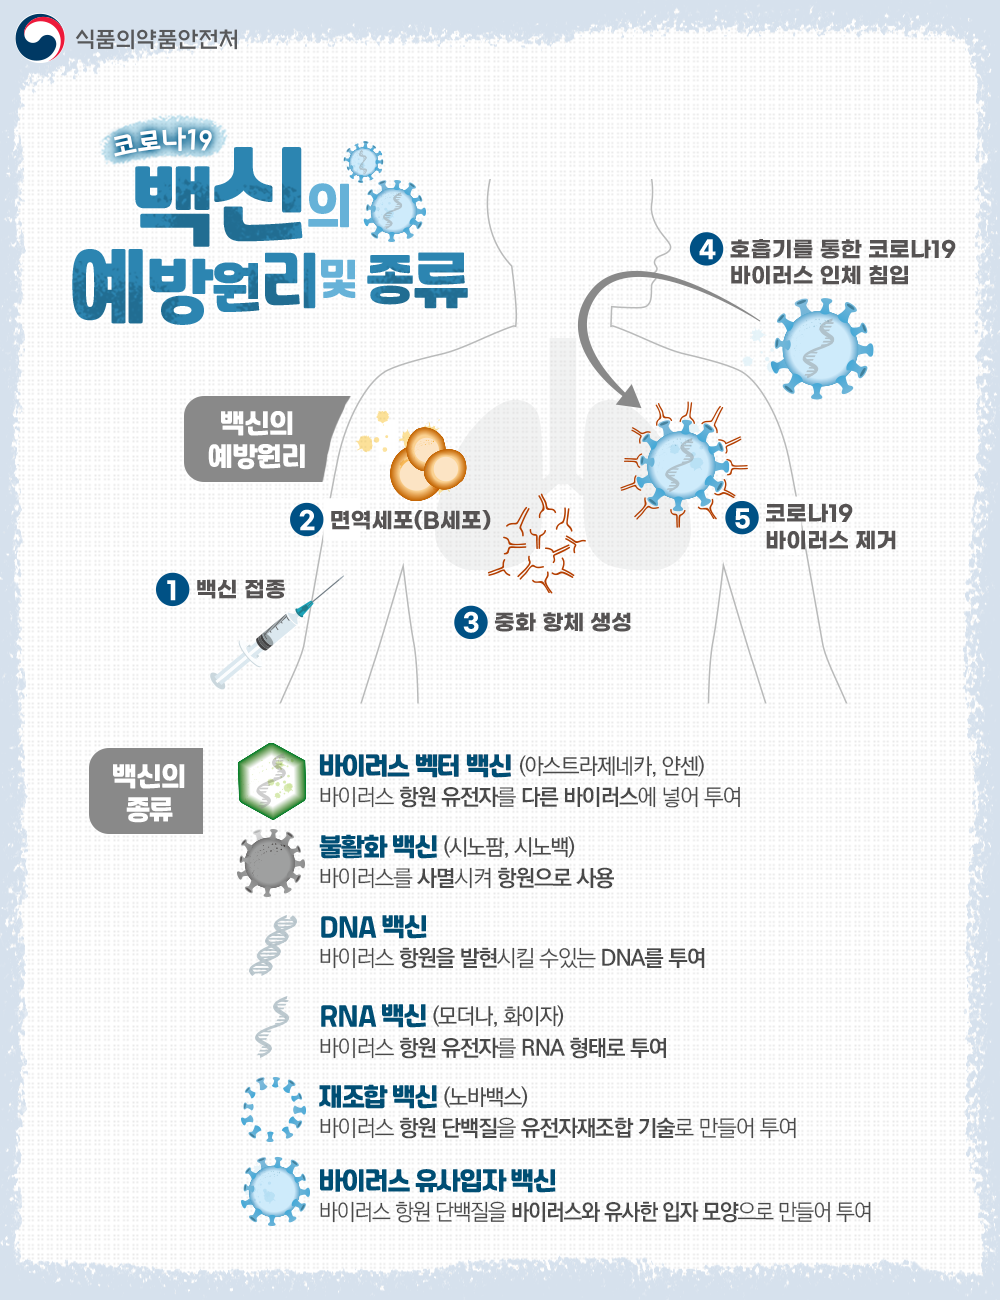 식품의약품안전처
코로나19
백신의
예방원리 및 종류
백신의
예방원리
1 백신 접종
2 면역세포(B세포)
3 중화 항체 생성
4 호흡기를 통한 코로나19
바이러스 인체 침입
5 코로나19
바이러스 제거
백신의
종류
바이러스 벡터 백신 (아스트라제네카, 얀센)
바이러스 항원 유전자를 다른 바이러스에 넣어 투여
불활화 백신 (시노팜, 시노백)
바이러스를 사멸시켜 항원으로 사용
DNA 백신
바이러스 항원을 발현시킬 수있는 DNA를 투여
RNA 백신 (모더나, 화이자)
바이러스 항원 유전자를 RNA 형태로 투여
재조합 백신 (노바백스)
바이러스 항원 단백질을 유전자재조합 기술로 만들어 투여
바이러스 유사입자 백신
바이러스 항원 단백질을 바이러스와 유사한 입자 모양으로 만들어 투여